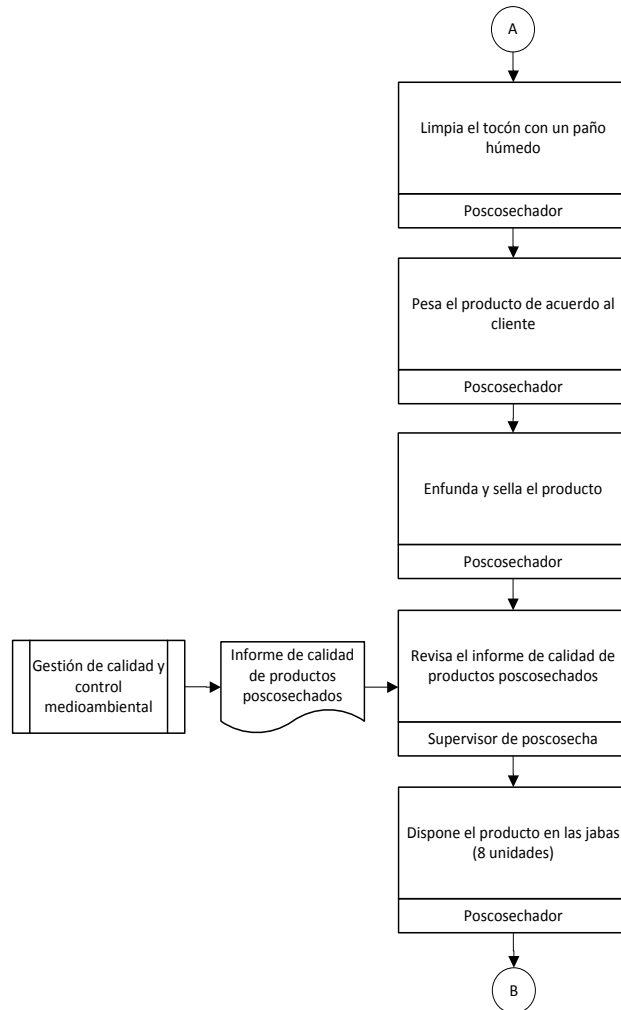 A
Limpia el tocón con un paño
húmedo
Poscosechador
Pesa el producto de acuerdo al
cliente
Poscosechador
Enfunda y sella el producto
Poscosechador
Gestión de calidad y
control
medioambiental
Informe de calidad
de productos
poscosechados
Revisa el informe de calidad de
productos poscosechados
Supervisor de poscosecha
Dispone el producto en las jabas
(8 unidades)
Poscosechador
B